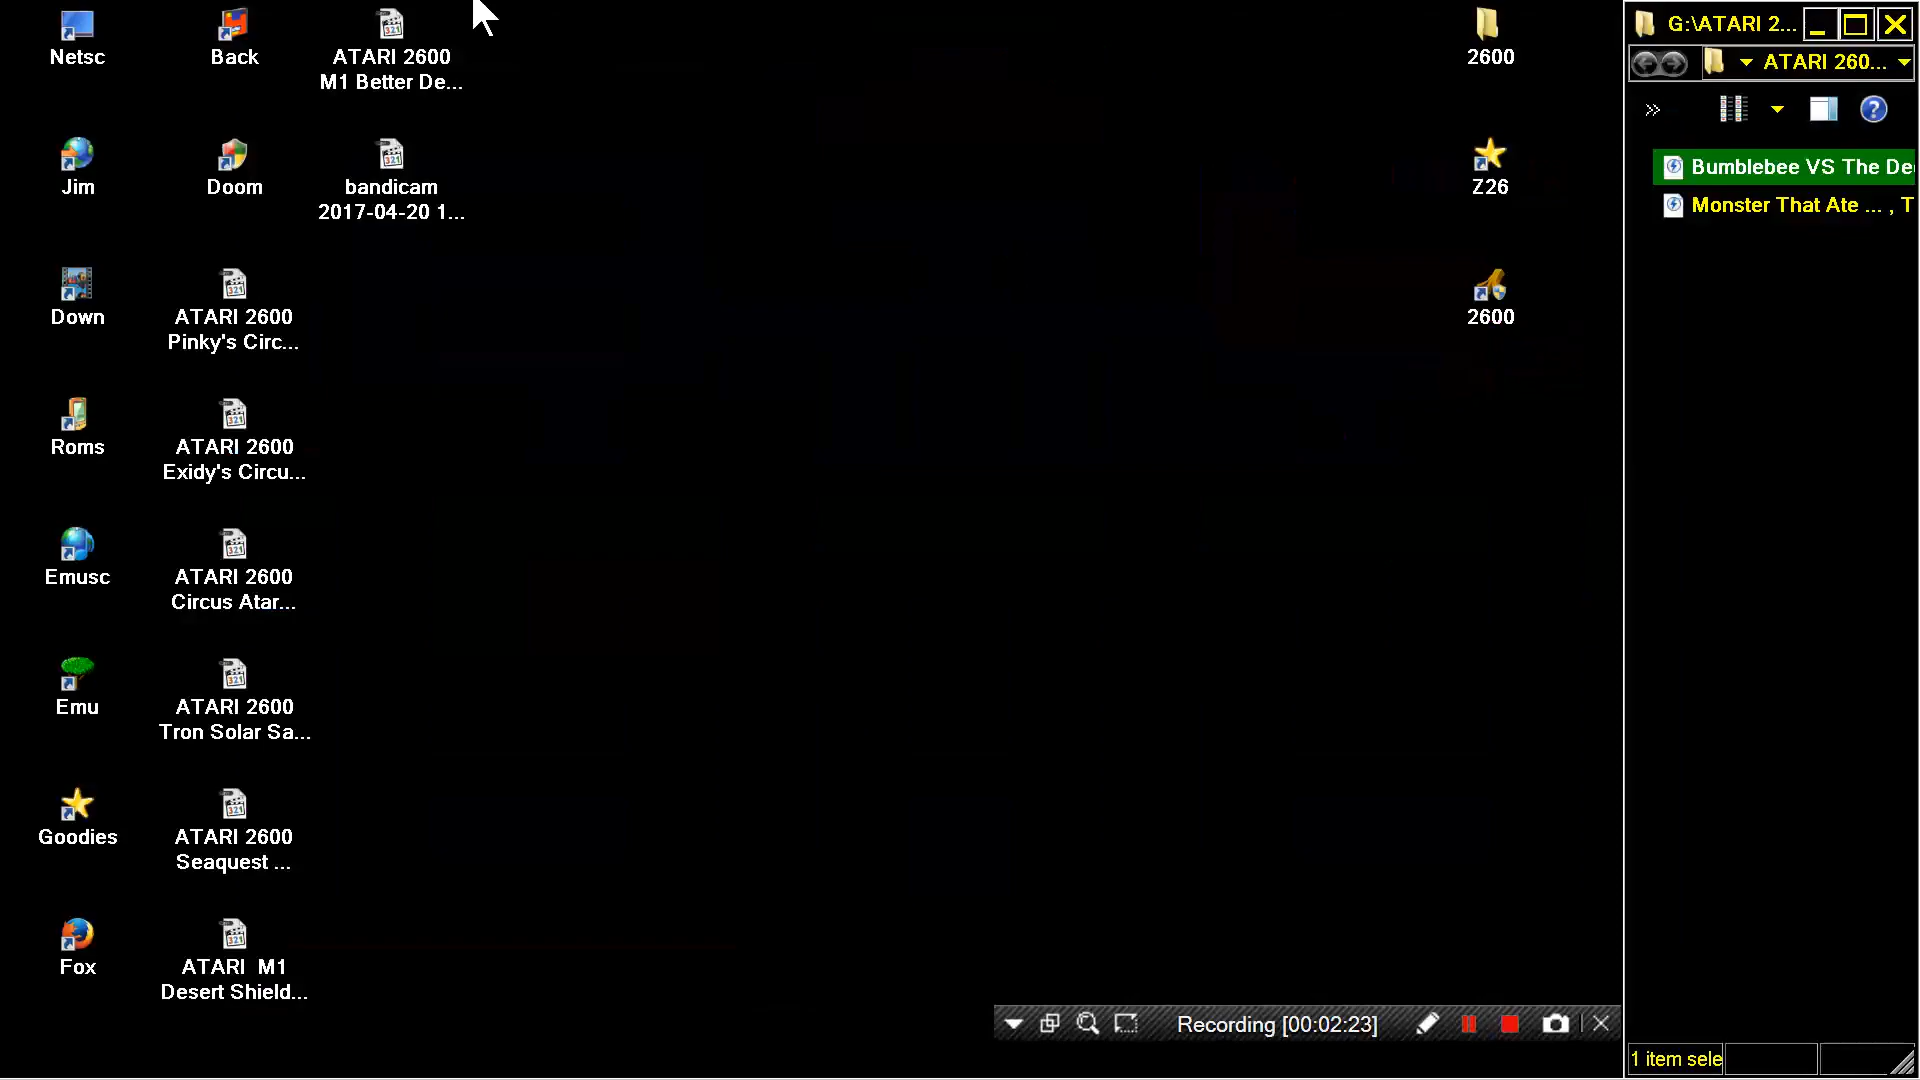 Netsc
Back
ATARI 2600
M1 Better De...
2600
G:\ATARI 2...
ATARI 260...
Jim
Doom
bandicam
2017-04-20 1...
Z26
Bumblebee VS The De
Monster That Ate ... , T
Down
ATARI 2600
Pinky's Circ...
2600
Roms
ATARI 2600
Exidy's Circu...
Emusc
ATARI 2600
Circus Atar...
Emu
ATARI 2600
Tron Solar Sa...
Goodies
ATARI 2600
Seaquest ...
Fox
ATARI M1
Desert Shield...
Recording [00:02:23]
1 item sele